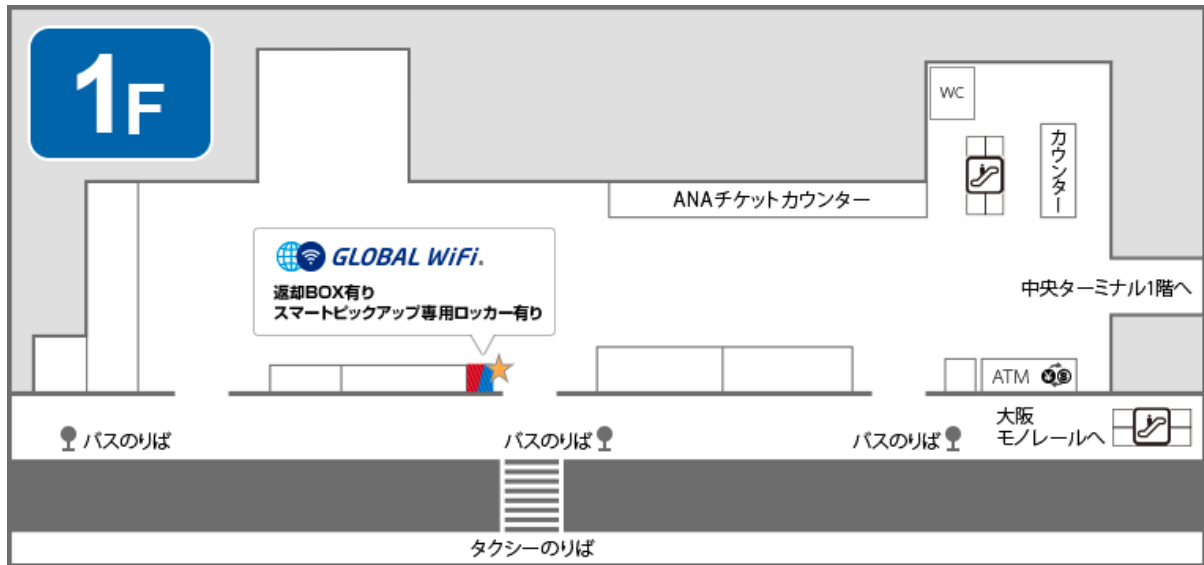 1F
WC
カウンター
ANAチケットカウンター
GLOBAL WiFi.
返却BOX有り
スマートピックアップ専用ロッカー有り
中央ターミナル1階へ
ATM
大阪
モノレールへ
バスのりば
バスのりば
バスのりば
タクシーのりば